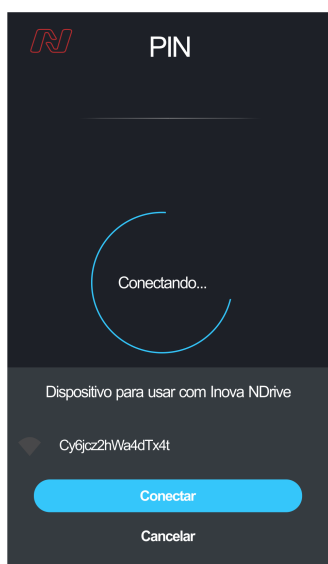 PIN
Conectando...
Dispositivo para usar com Inova NDrive
Cy6jcz2hWa4dTx4t
Conectar
Cancelar